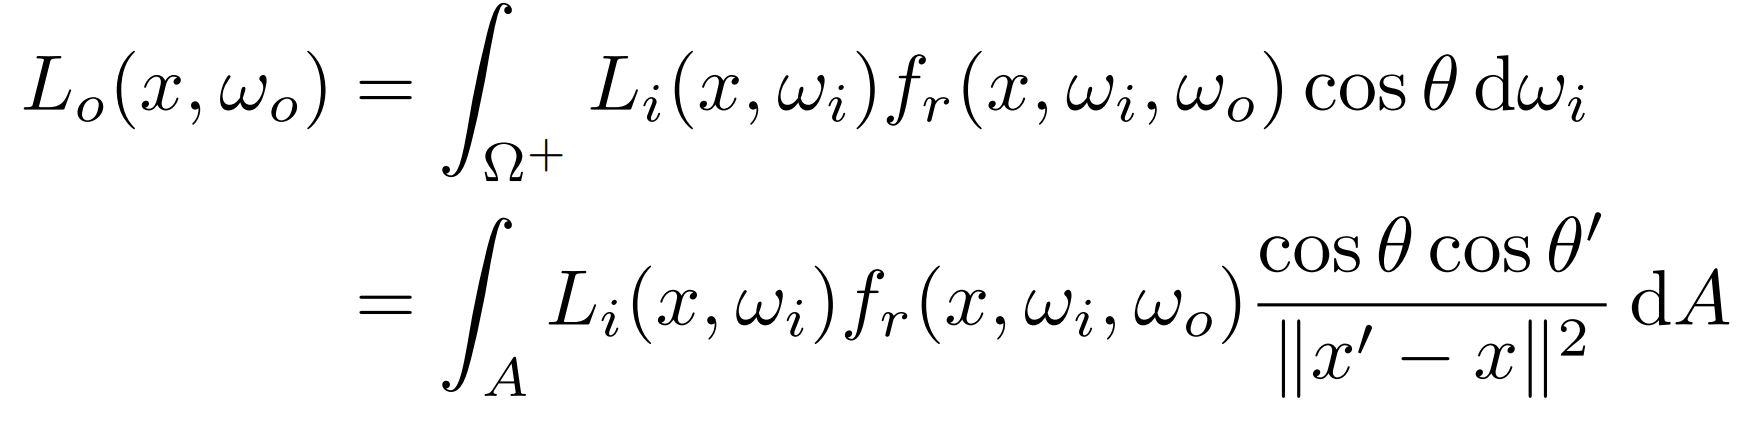 L_o(x, ω_o) = ∫_{Ω^+} L_i(x, ω_i) f_r(x, ω_i, ω_o) cos θ dω_i
= ∫_A L_i(x, ω_i) f_r(x, ω_i, ω_o) \frac{cos θ cos θ′}{‖x′ − x‖^2} dA